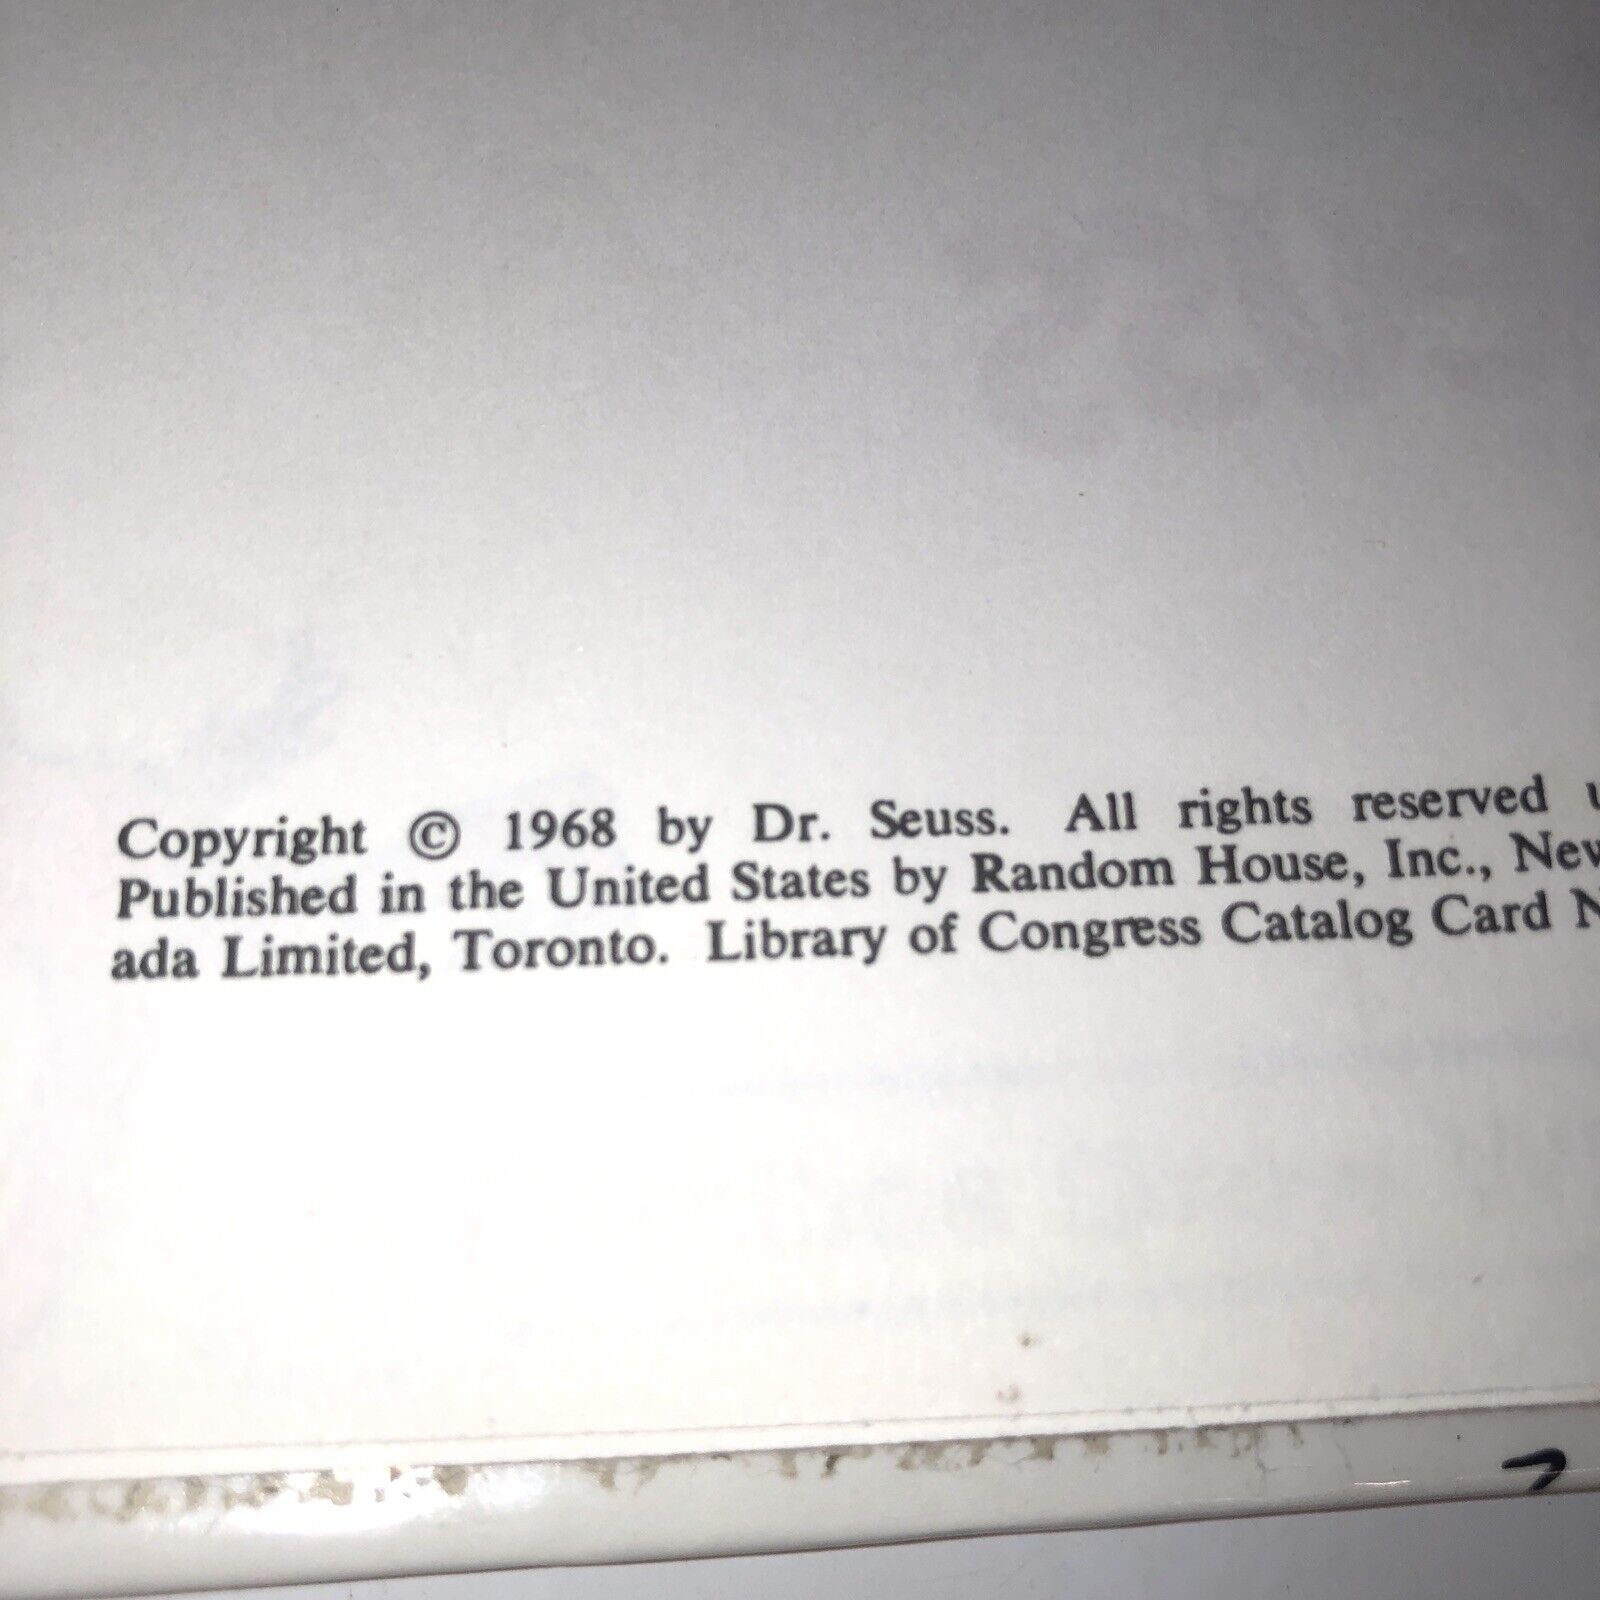 Copyright © 1968 by Dr. Seuss. All rights reserved
Published in the United States by Random House, Inc., New
ada Limited, Toronto. Library of Congress Catalog Card